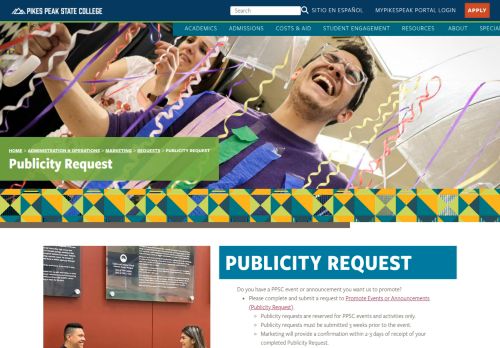 PIKES PEAK STATE COLLEGE
Search
SITIO EN ESPAÑOL
MYPIKESPEAK PORTAL LOGIN
APPLY
ACADEMICS ADMISSIONS COSTS & AID STUDENT ENGAGEMENT RESOURCES ABOUT SPECIA
HOME > ADMINISTRATION & OPERATIONS > MARKETING > REQUESTS > PUBLICITY REQUEST
Publicity Request
PUBLICITY REQUEST
Do you have a PPSC event or announcement you want us to promote?
Please complete and submit a request to Promote Events or Announcements
(Publicity Request)
Publicity requests are reserved for PPSC events and activities only.
Publicity requests must be submitted 3 weeks prior to the event.
Marketing will provide a confirmation within 2-3 days of receipt of your
completed Publicity Request.